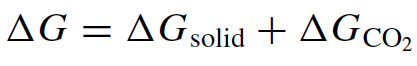 ΔG = ΔG_solid + ΔG_CO₂